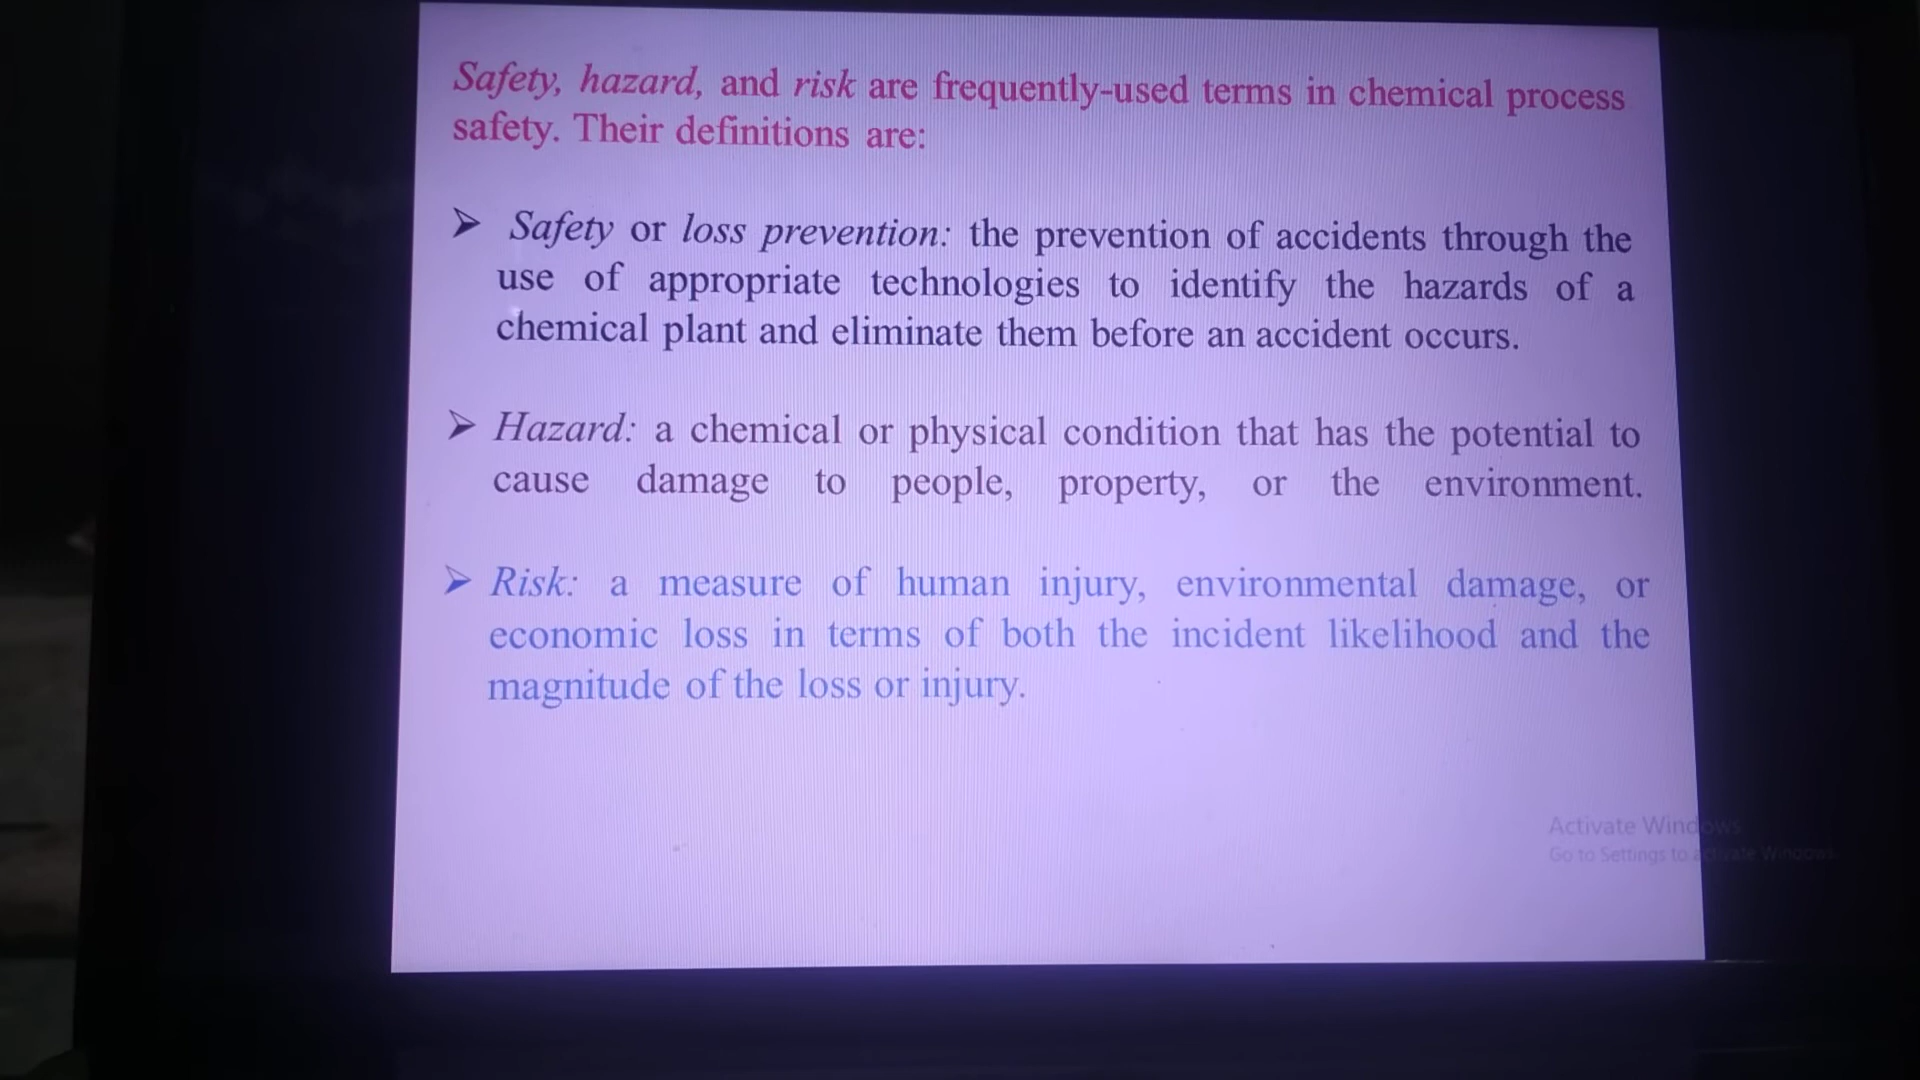 Safety, hazard, and risk are frequently-used terms in chemical process
safety. Their definitions are:
➤ Safety or loss prevention: the prevention of accidents through the
use of appropriate technologies to identify the hazards of a
chemical plant and eliminate them before an accident occurs.
➤ Hazard: a chemical or physical condition that has the potential to
cause damage to people, property, or the environment.
➤ Risk: a measure of human injury, environmental damage, or
economic loss in terms of both the incident likelihood and the
magnitude of the loss or injury.
Activate Windows
Go to Settings to activate Windows.